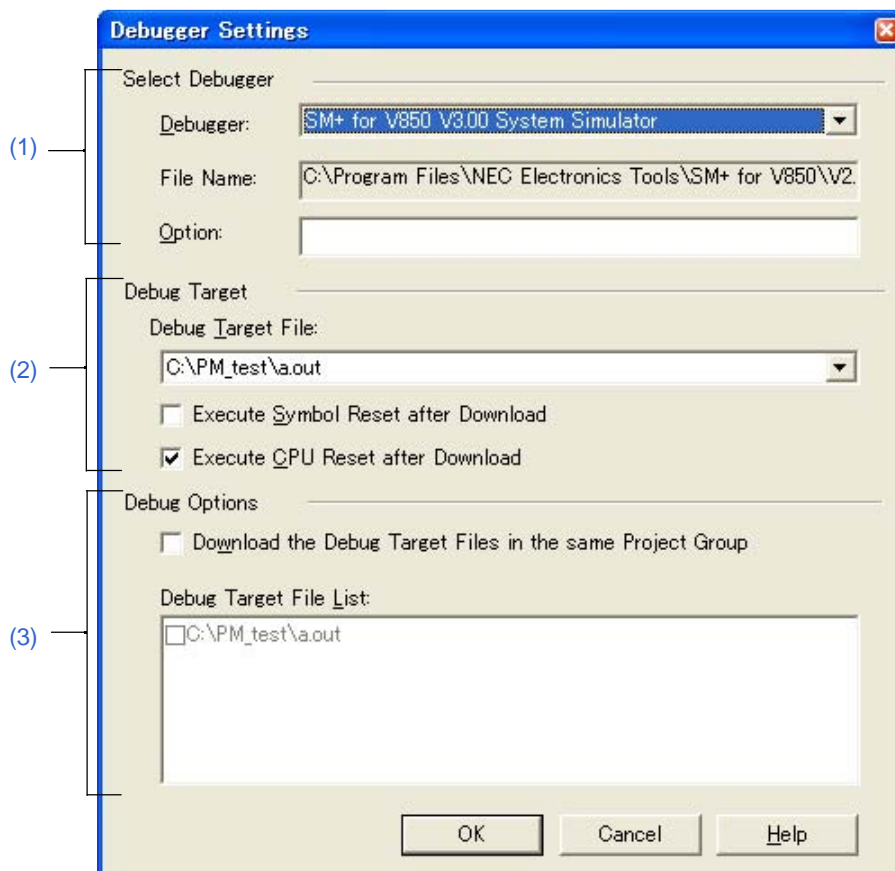 Debugger Settings
Select Debugger
(1)
Debugger:
SM+ for V850 V3.00 System Simulator
File Name:
C:\Program Files\NEC Electronics Tools\SM+ for V850\V2.
Option:
Debug Target
(2)
Debug Target File:
C:\PM_test\a.out
Execute Symbol Reset after Download
Execute CPU Reset after Download
Debug Options
(3)
Download the Debug Target Files in the same Project Group
Debug Target File List:
C:\PM_test\a.out
OK
Cancel
Help